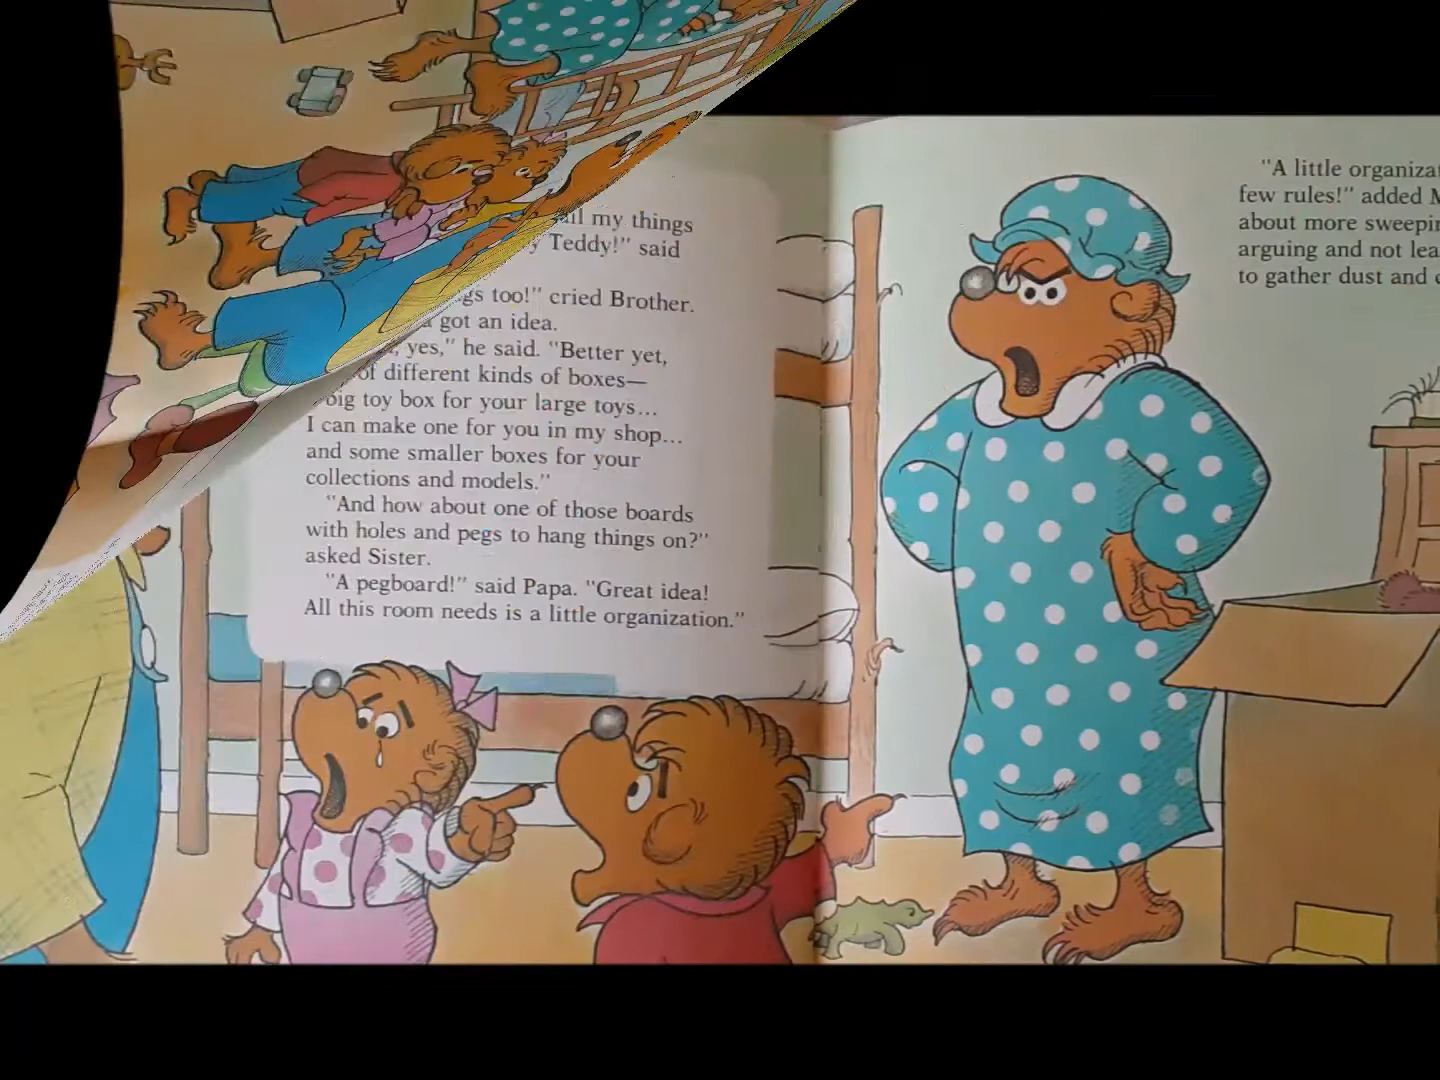 all my things
Teddy!" said
too!" cried Brother.
got an idea.
yes," he said. "Better yet,
of different kinds of boxes—
big toy box for your large toys...
I can make one for you in my shop...
and some smaller boxes for your
collections and models."
"And how about one of those boards
with holes and pegs to hang things on?"
asked Sister.
"A pegboard!" said Papa. "Great idea!
All this room needs is a little organization."
"A little
few rules!" added
about more
arguing and not
to gather dust and